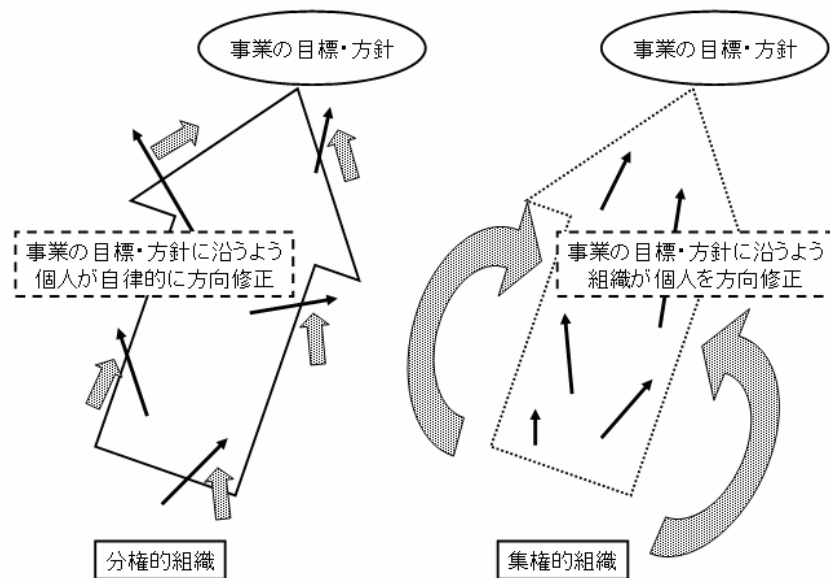 事業の目標・方針
事業の目標・方針
事業の目標・方針に沿うよう
個人が自律的に方向修正
事業の目標・方針に沿うよう
組織が個人を方向修正
分権的組織
集権的組織